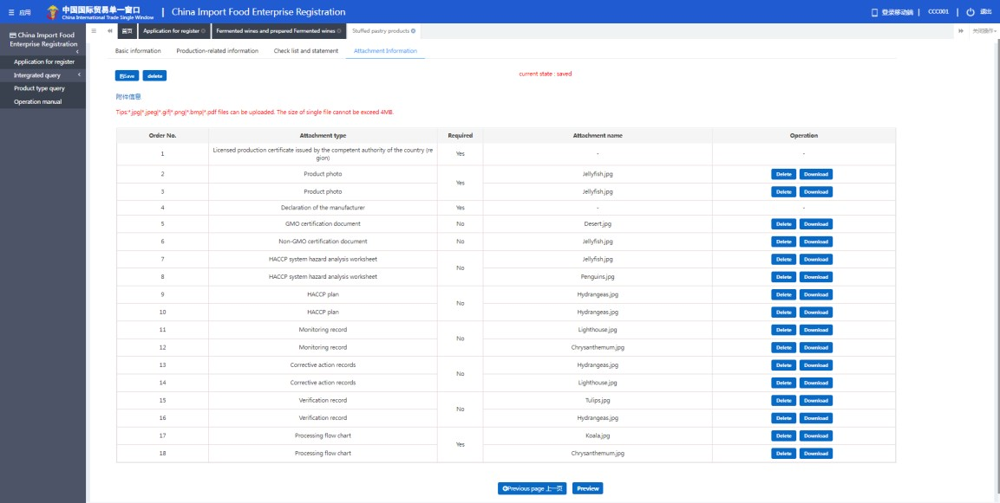 应用
中国国际贸易单一窗口
China International Trade Single Window
China Import Food Enterprise Registration
登录移动端
CCC001
退出
China Import Food
Enterprise Registration
Application for register
Intergrated query
Product type query
Operation manual
首页
Application for register
Fermented wines and prepared Fermented wines
Stuffed pastry products
关闭操作
Basic information
Production-related information
Check list and statement
Attachment Information
Save
delete
current state : saved
附件信息
Tips:*.jpg|*.jpeg|*.gif|*.png|*.bmp|*.pdf files can be uploaded. The size of single file cannot be exceed 4MB.
Order No. Attachment type Required Attachment name Operation
1 Licensed production certificate issued by the competent authority of the country (re
gion) Yes - -
2 Product photo Yes Jellyfish.jpg Delete Download
3 Product photo Jellyfish.jpg Delete Download
4 Declaration of the manufacturer Yes - -
5 GMO certification document No Desert.jpg Delete Download
6 Non-GMO certification document No Jellyfish.jpg Delete Download
7 HACCP system hazard analysis worksheet No Jellyfish.jpg Delete Download
8 HACCP system hazard analysis worksheet Penguins.jpg Delete Download
9 HACCP plan No Hydrangeas.jpg Delete Download
10 HACCP plan Hydrangeas.jpg Delete Download
11 Monitoring record No Lighthouse.jpg Delete Download
12 Monitoring record Chrysanthemum.jpg Delete Download
13 Corrective action records No Hydrangeas.jpg Delete Download
14 Corrective action records Lighthouse.jpg Delete Download
15 Verification record No Tulips.jpg Delete Download
16 Verification record Hydrangeas.jpg Delete Download
17 Processing flow chart Yes Koala.jpg Delete Download
18 Processing flow chart Chrysanthemum.jpg Delete Download
Previous page 上一页
Preview